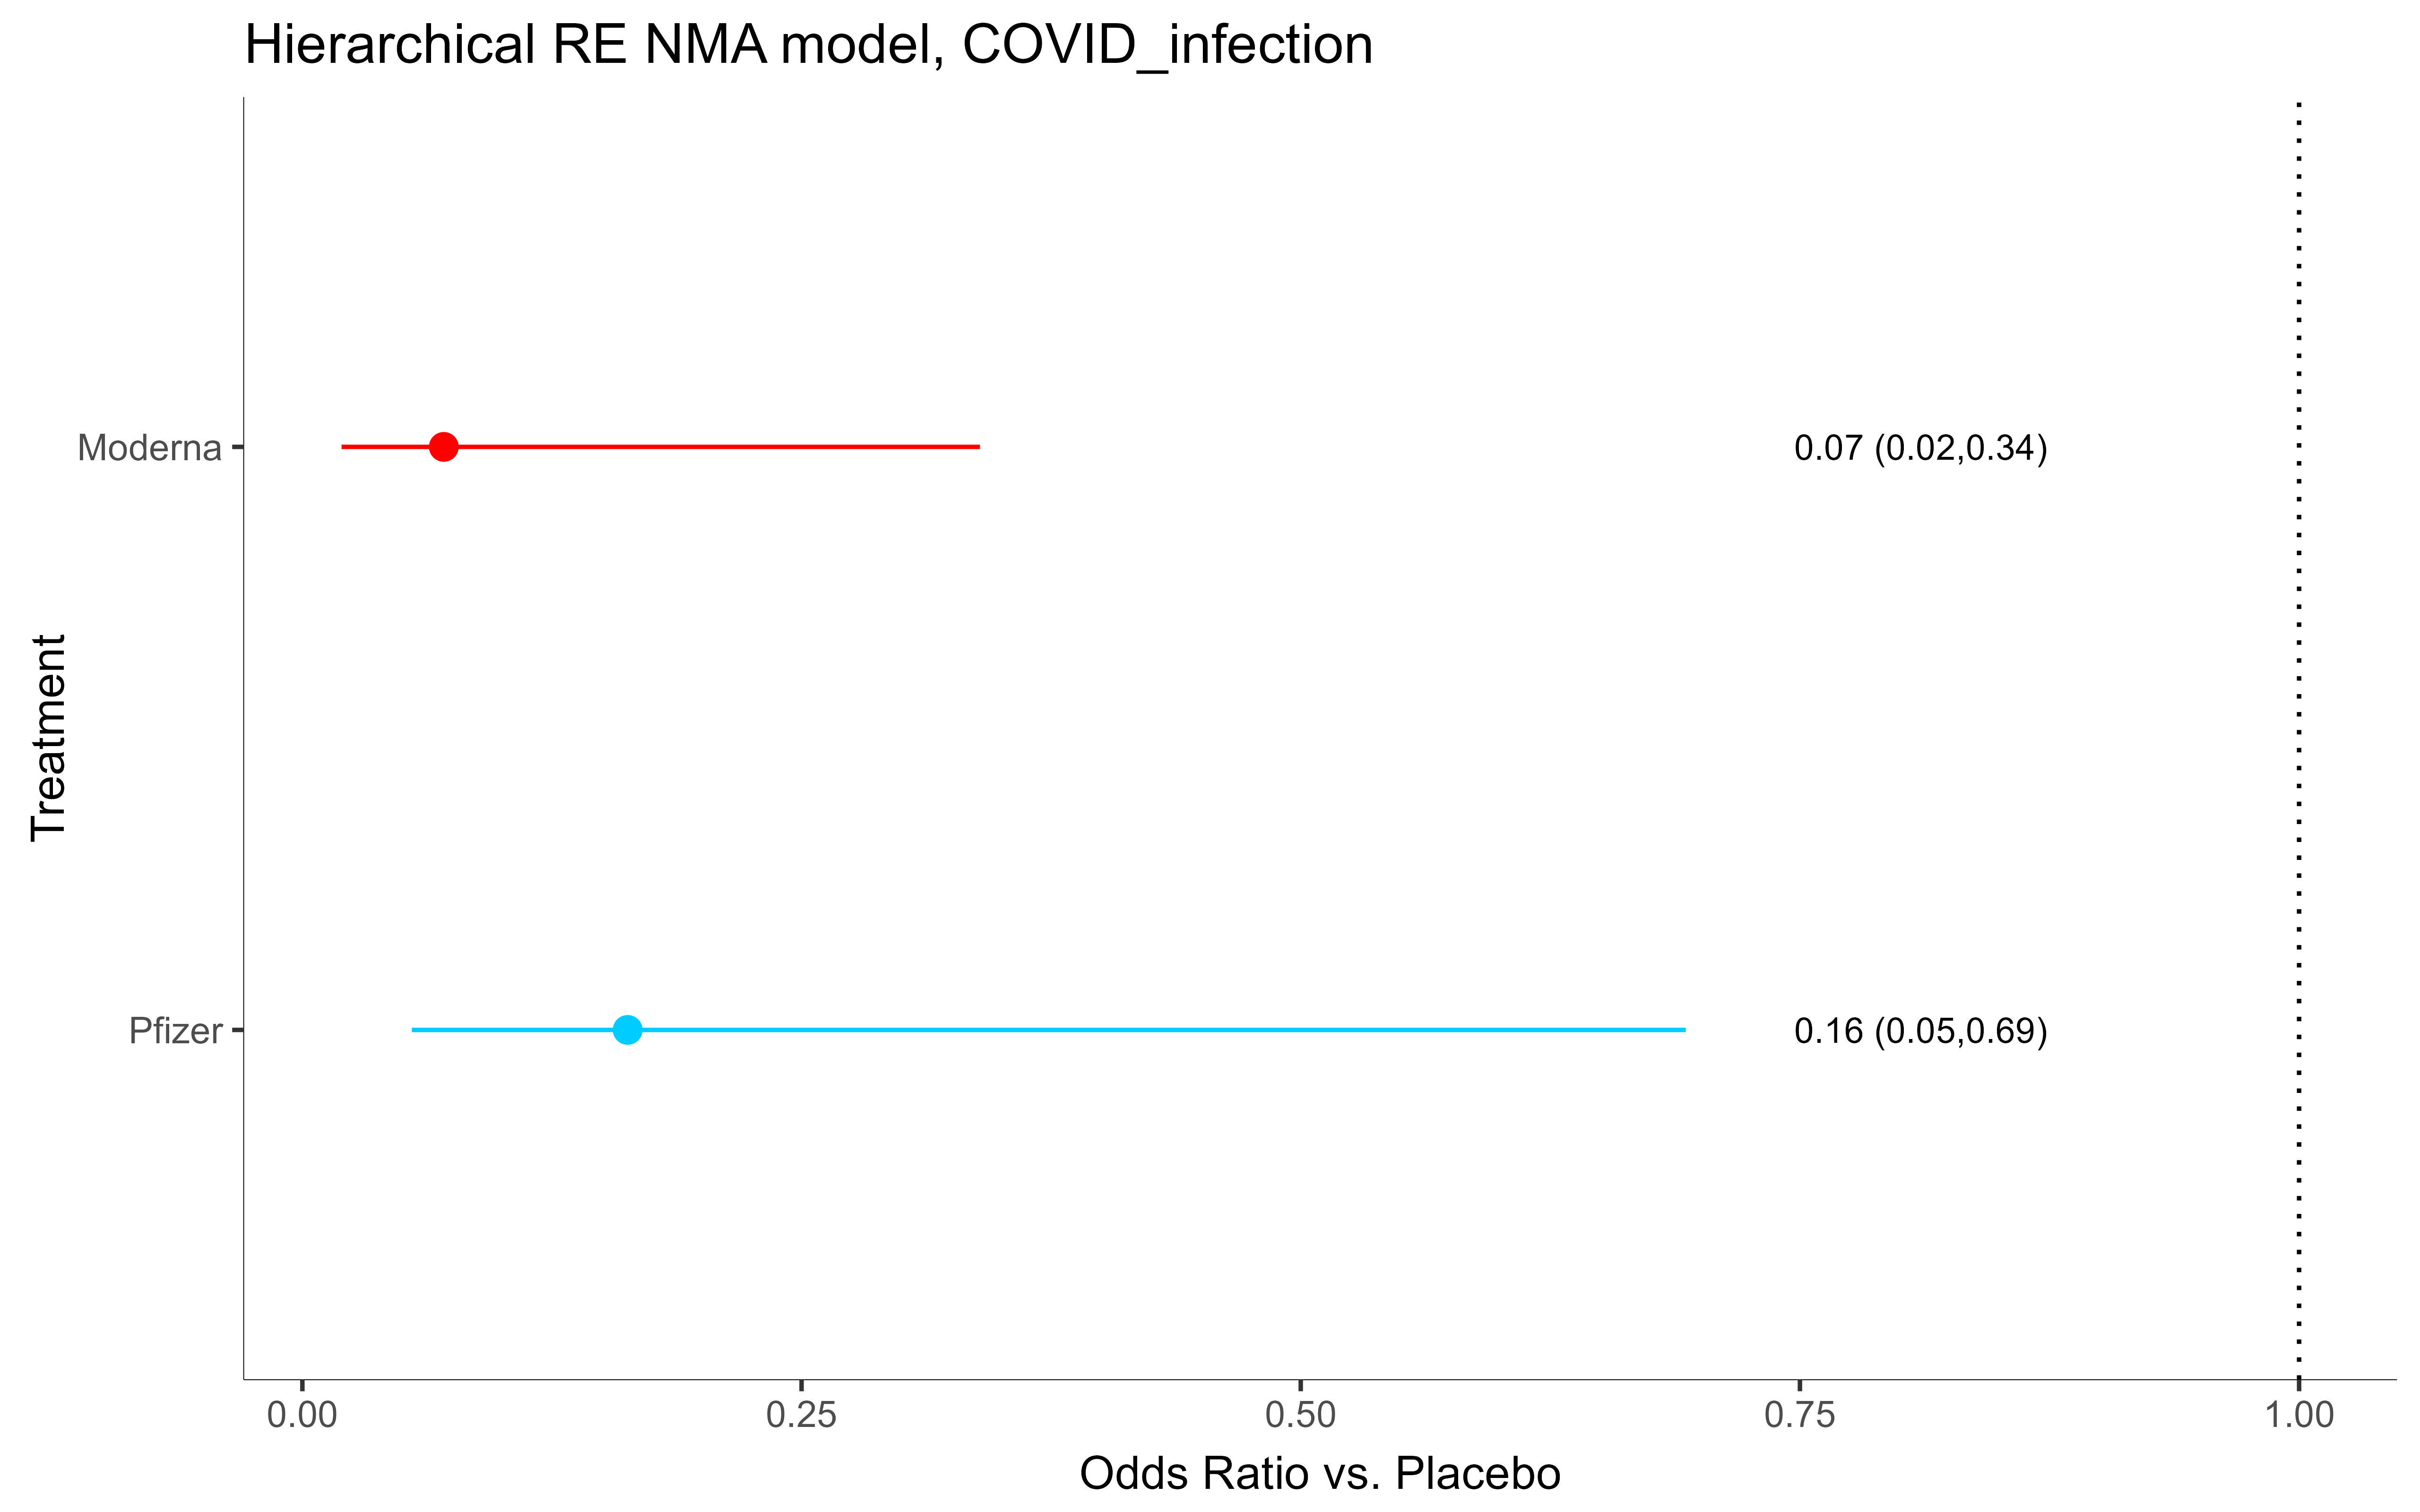 Hierarchical RE NMA model, COVID_infection
Treatment
Moderna
0.07 (0.02,0.34)
Pfizer
0.16 (0.05,0.69)
0.00 0.25 0.50 0.75 1.00
Odds Ratio vs. Placebo